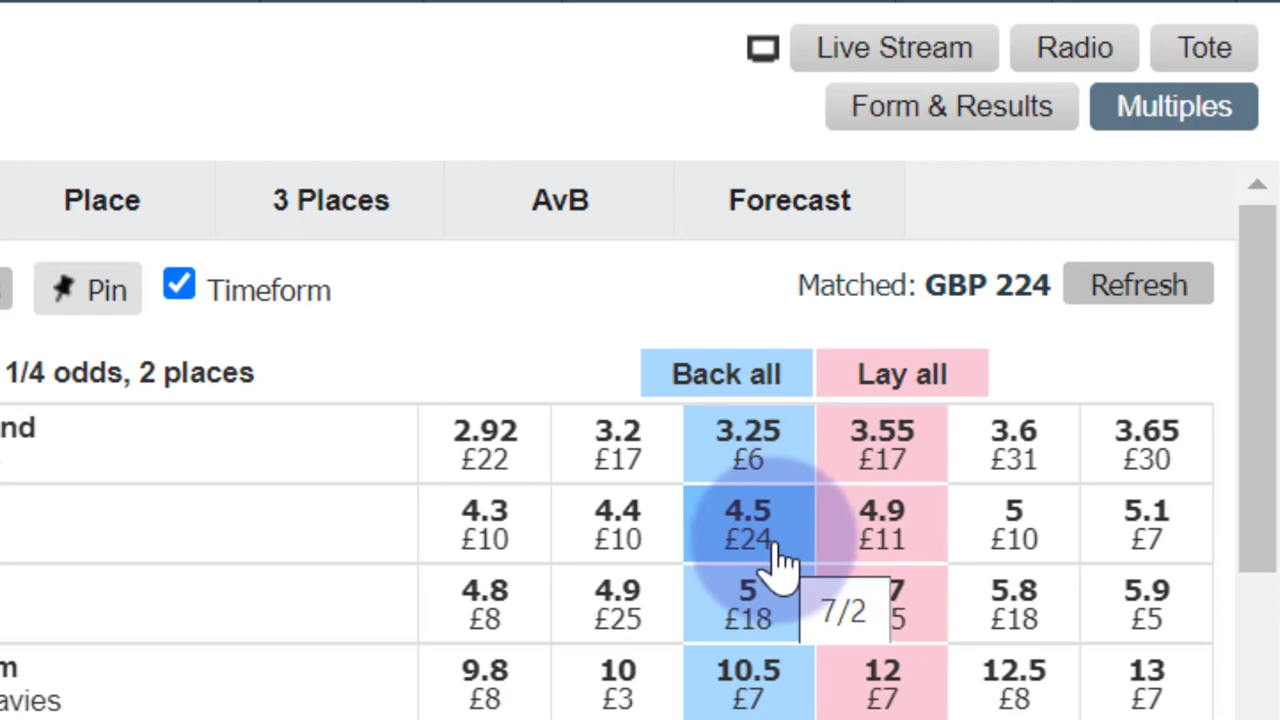 Live Stream Radio Tote
Form & Results Multiples
Place 3 Places AvB Forecast
Pin Timeform Matched: GBP 224 Refresh
1/4 odds, 2 places Back all Lay all
nd 2.92 3.2 3.25 3.55 3.6 3.65
£22 £17 £6 £17 £31 £30
4.3 4.4 4.5 4.9 5 5.1
£10 £10 £24 £11 £10 £7
4.8 4.9 5 7 5.8 5.9
£8 £25 £18 7/2 5 £18 £5
m 9.8 10 10.5 12 12.5 13
avies £8 £3 £7 £7 £8 £7